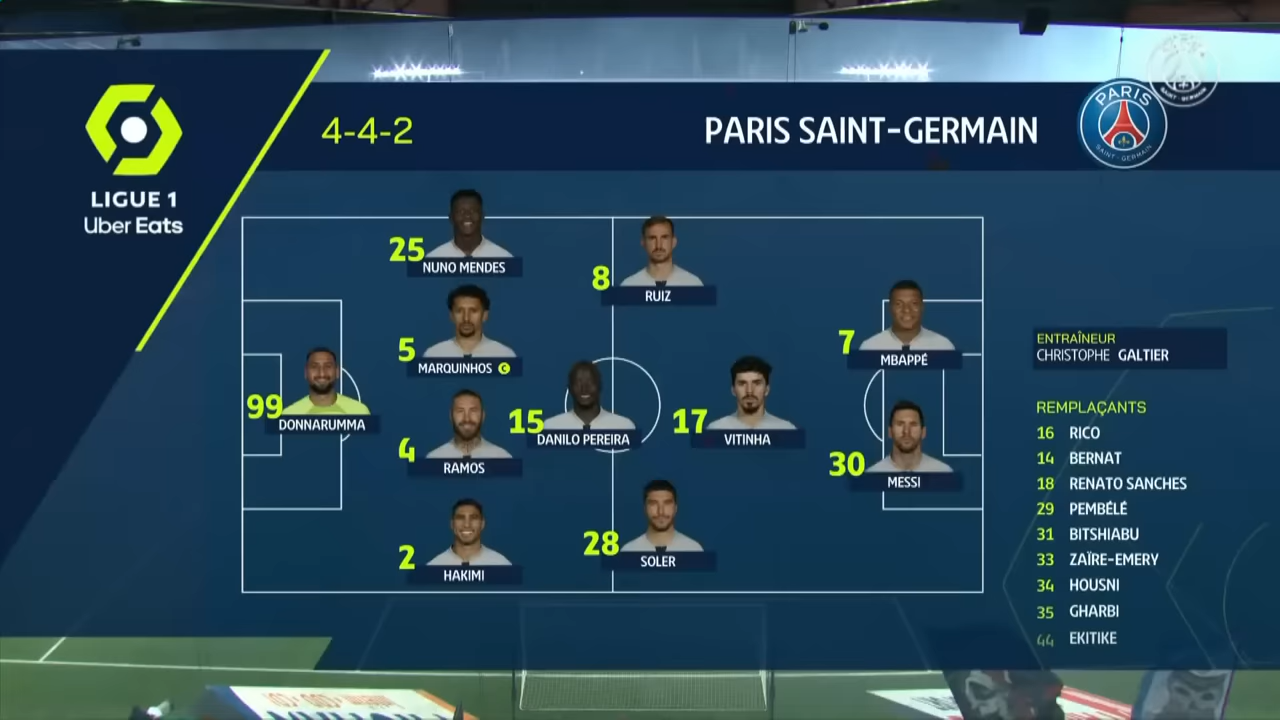 LIGUE 1
Uber Eats
4-4-2
PARIS SAINT-GERMAIN
PARIS
SAINT-GERMAIN
25
NUNO MENDES
8
RUIZ
5
MARQUINHOS C
7
MBAPPÉ
99
DONNARUMMA
15
DANILO PEREIRA
17
VITINHA
4
RAMOS
30
MESSI
2
HAKIMI
28
SOLER
ENTRAÎNEUR
CHRISTOPHE GALTIER
REMPLAÇANTS
16 RICO
14 BERNAT
18 RENATO SANCHES
29 PEMBÉLÉ
31 BITSHIABU
33 ZAÏRE-EMERY
34 HOUSNI
35 GHARBI
44 EKITIKE